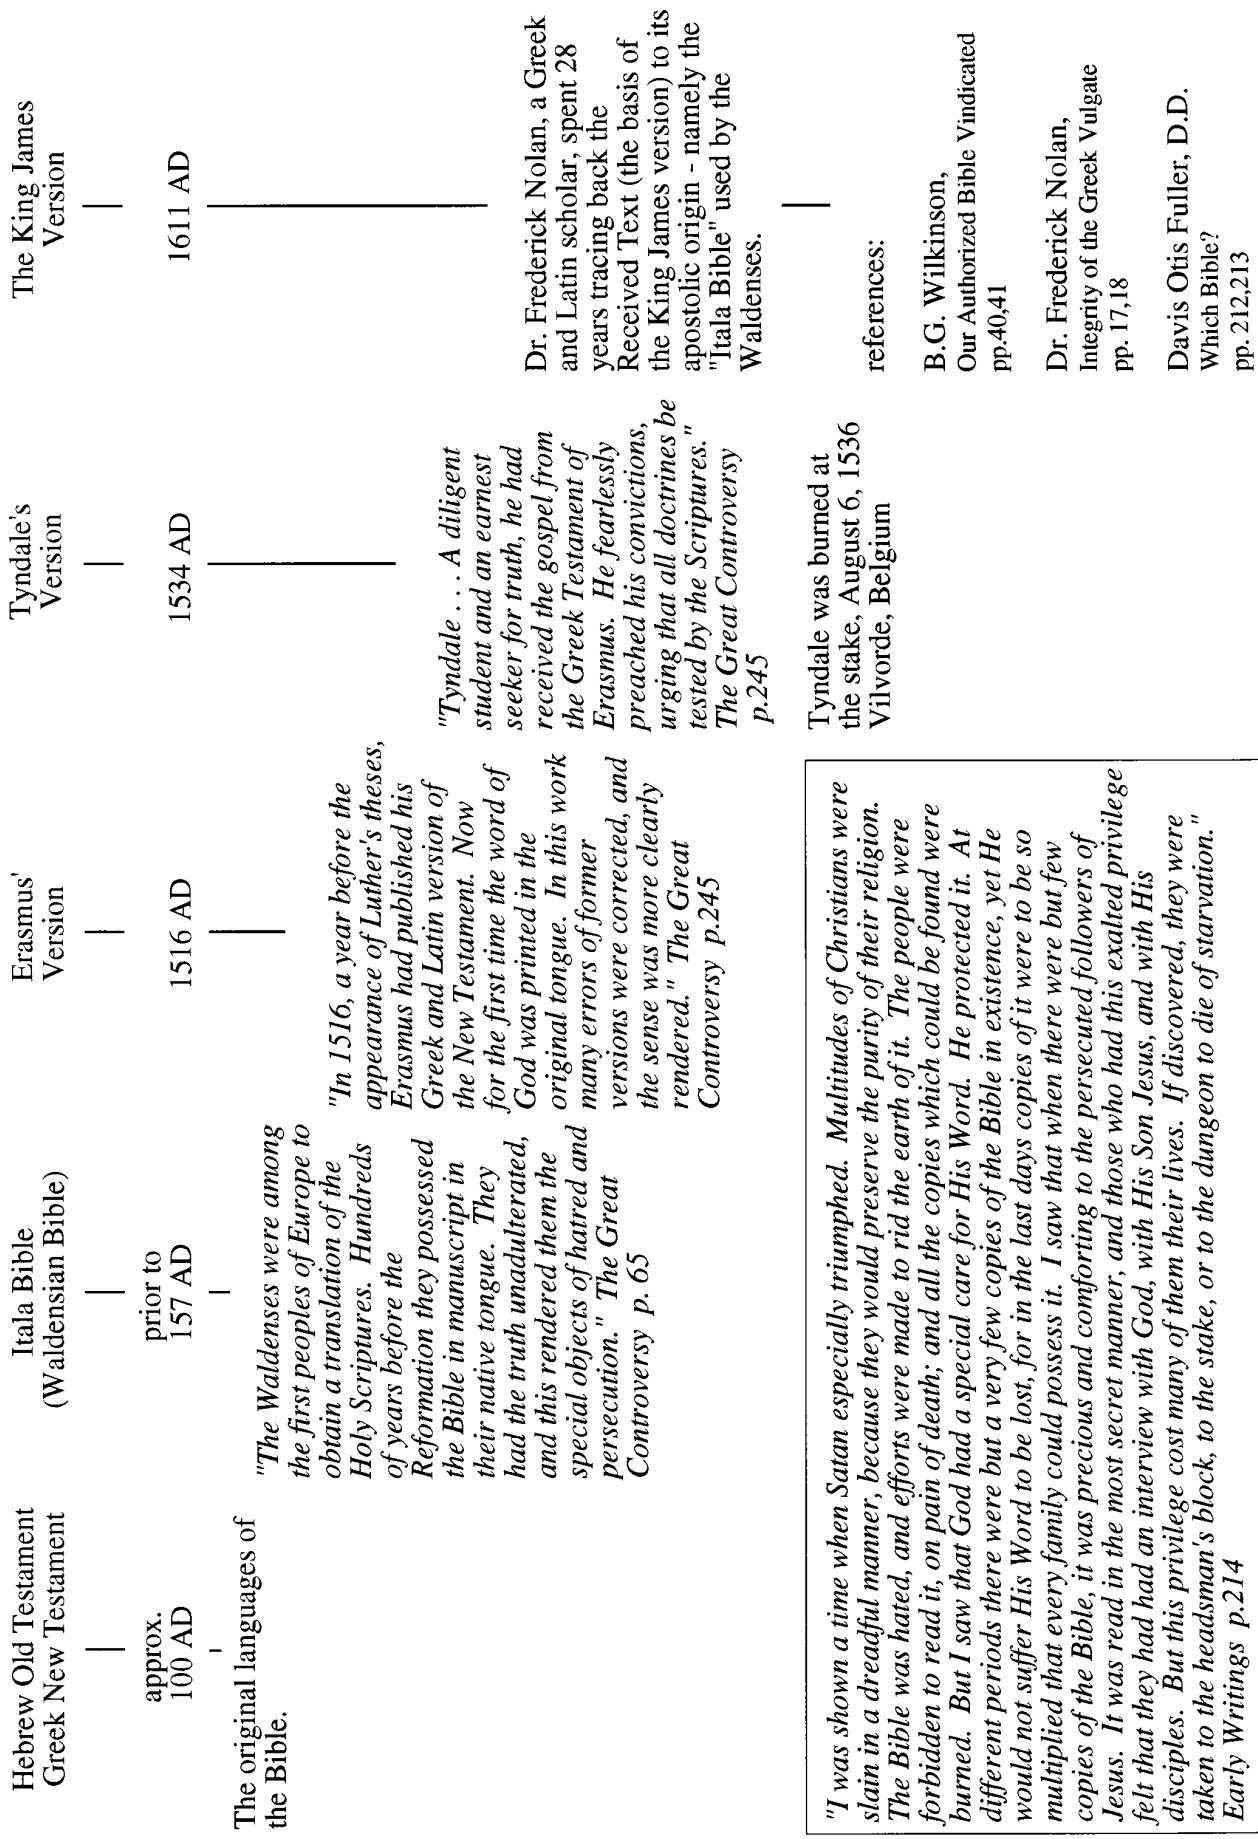 Hebrew Old Testament
Greek New Testament
approx.
100 AD
The original languages of
the Bible.
Itala Bible
(Waldensian Bible)
prior to
157 AD
"The Waldenses were among
the first peoples of Europe to
obtain a translation of the
Holy Scriptures. Hundreds
of years before the
Reformation they possessed
the Bible in manuscript in
their native tongue. They
had the truth unadulterated,
and this rendered them the
special objects of hatred and
persecution." The Great
Controversy p. 65
Erasmus'
Version
1516 AD
"In 1516, a year before the
appearance of Luther's theses,
Erasmus had published his
Greek and Latin version of
the New Testament. Now
for the first time the word of
God was printed in the
original tongue. In this work
many errors of former
versions were corrected, and
the sense was more clearly
rendered." The Great
Controversy p.245
Tyndale's
Version
1534 AD
"Tyndale . . . A diligent
student and an earnest
seeker for truth, he had
received the gospel from
the Greek Testament of
Erasmus. He fearlessly
preached his convictions,
urging that all doctrines be
tested by the Scriptures."
The Great Controversy
p.245
Tyndale was burned at
the stake, August 6, 1536
Vilvorde, Belgium
The King James
Version
1611 AD
Dr. Frederick Nolan, a Greek
and Latin scholar, spent 28
years tracing back the
Received Text (the basis of
the King James version) to its
apostolic origin - namely the
"Itala Bible" used by the
Waldenses.
references:
B.G. Wilkinson,
Our Authorized Bible Vindicated
pp.40,41
Dr. Frederick Nolan,
Integrity of the Greek Vulgate
pp. 17,18
Davis Otis Fuller, D.D.
Which Bible?
pp. 212,213
"I was shown a time when Satan especially triumphed. Multitudes of Christians were
slain in a dreadful manner, because they would preserve the purity of their religion.
The Bible was hated, and efforts were made to rid the earth of it. The people were
forbidden to read it, on pain of death; and all the copies which could be found were
burned. But I saw that God had a special care for His Word. He protected it. At
different periods there were but a very few copies of the Bible in existence, yet He
would not suffer His Word to be lost, for in the last days copies of it were to be so
multiplied that every family could possess it. I saw that when there were but few
copies of the Bible, it was precious and comforting to the persecuted followers of
Jesus. It was read in the most secret manner, and those who had this exalted privilege
felt that they had had an interview with God, with His Son Jesus, and with His
disciples. But this privilege cost many of them their lives. If discovered, they were
taken to the headsman's block, to the stake, or to the dungeon to die of starvation."
Early Writings p.214